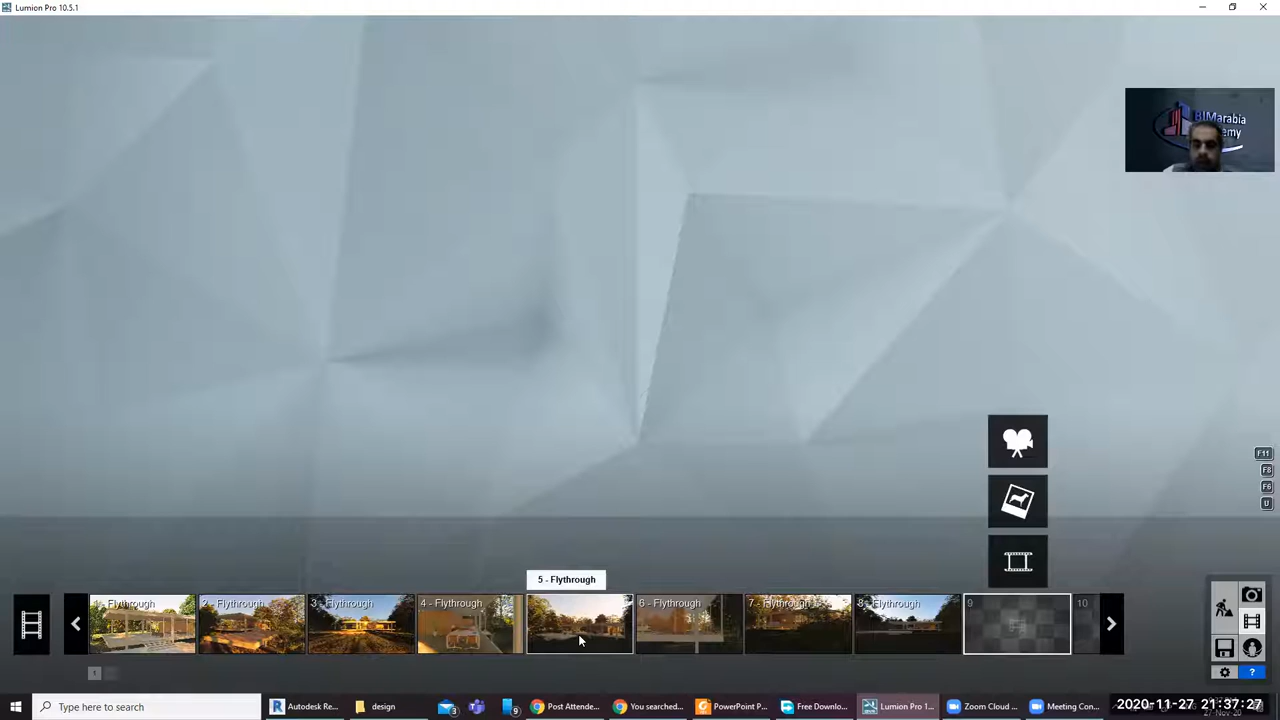 Lumion Pro 10.5.1
BIMarabia
F11
F8
F6
U
5 - Flythrough
Flythrough
2 - Flythrough
3 - Flythrough
4 - Flythrough
6 - Flythrough
7 - Flythrough
8 - Flythrough
9
10
1
?
Type here to search
Autodesk Re...
design
3
9
Post Attende...
You searched...
PowerPoint P...
Free Downlo...
Lumion Pro 1...
Zoom Cloud ...
Meeting Con...
2020-11-27 21:37:27